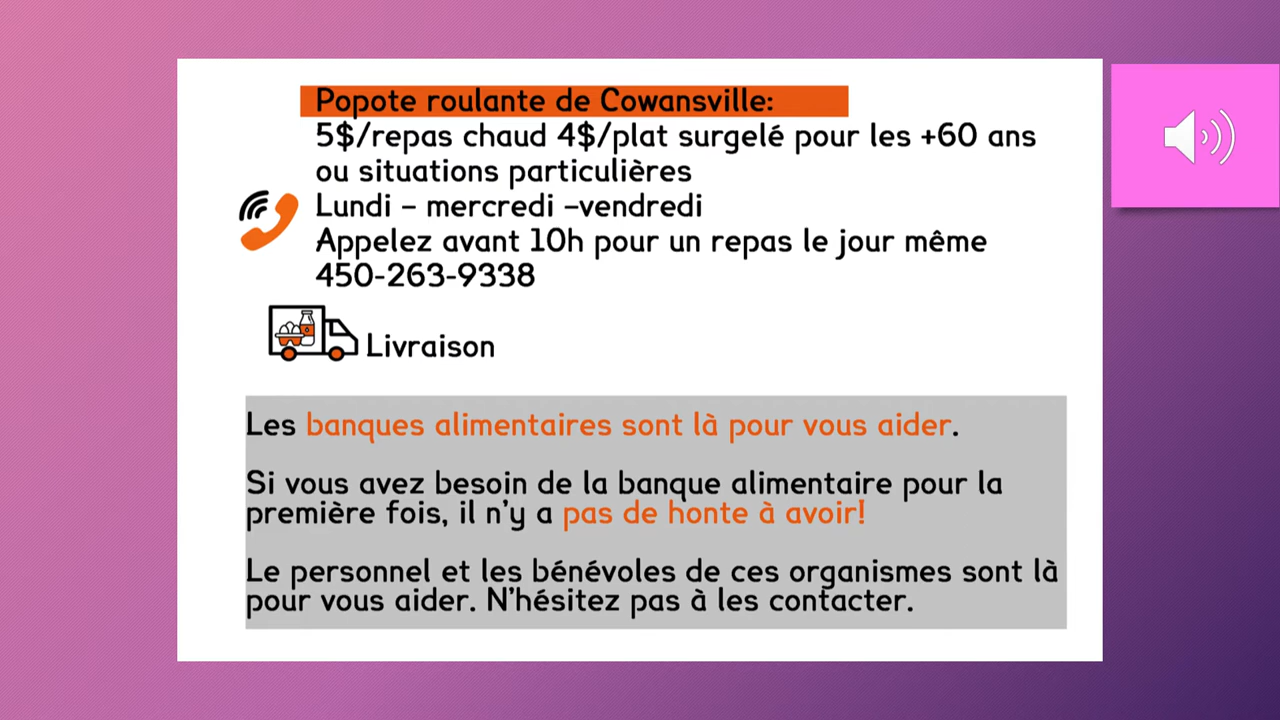 Popote roulante de Cowansville:
5$/repas chaud 4$/plat surgelé pour les +60 ans
ou situations particulières
Lundi – mercredi –vendredi
Appelez avant 10h pour un repas le jour même
450-263-9338
Livraison
Les banques alimentaires sont là pour vous aider.
Si vous avez besoin de la banque alimentaire pour la
première fois, il n'y a pas de honte à avoir!
Le personnel et les bénévoles de ces organismes sont là
pour vous aider. N'hésitez pas à les contacter.